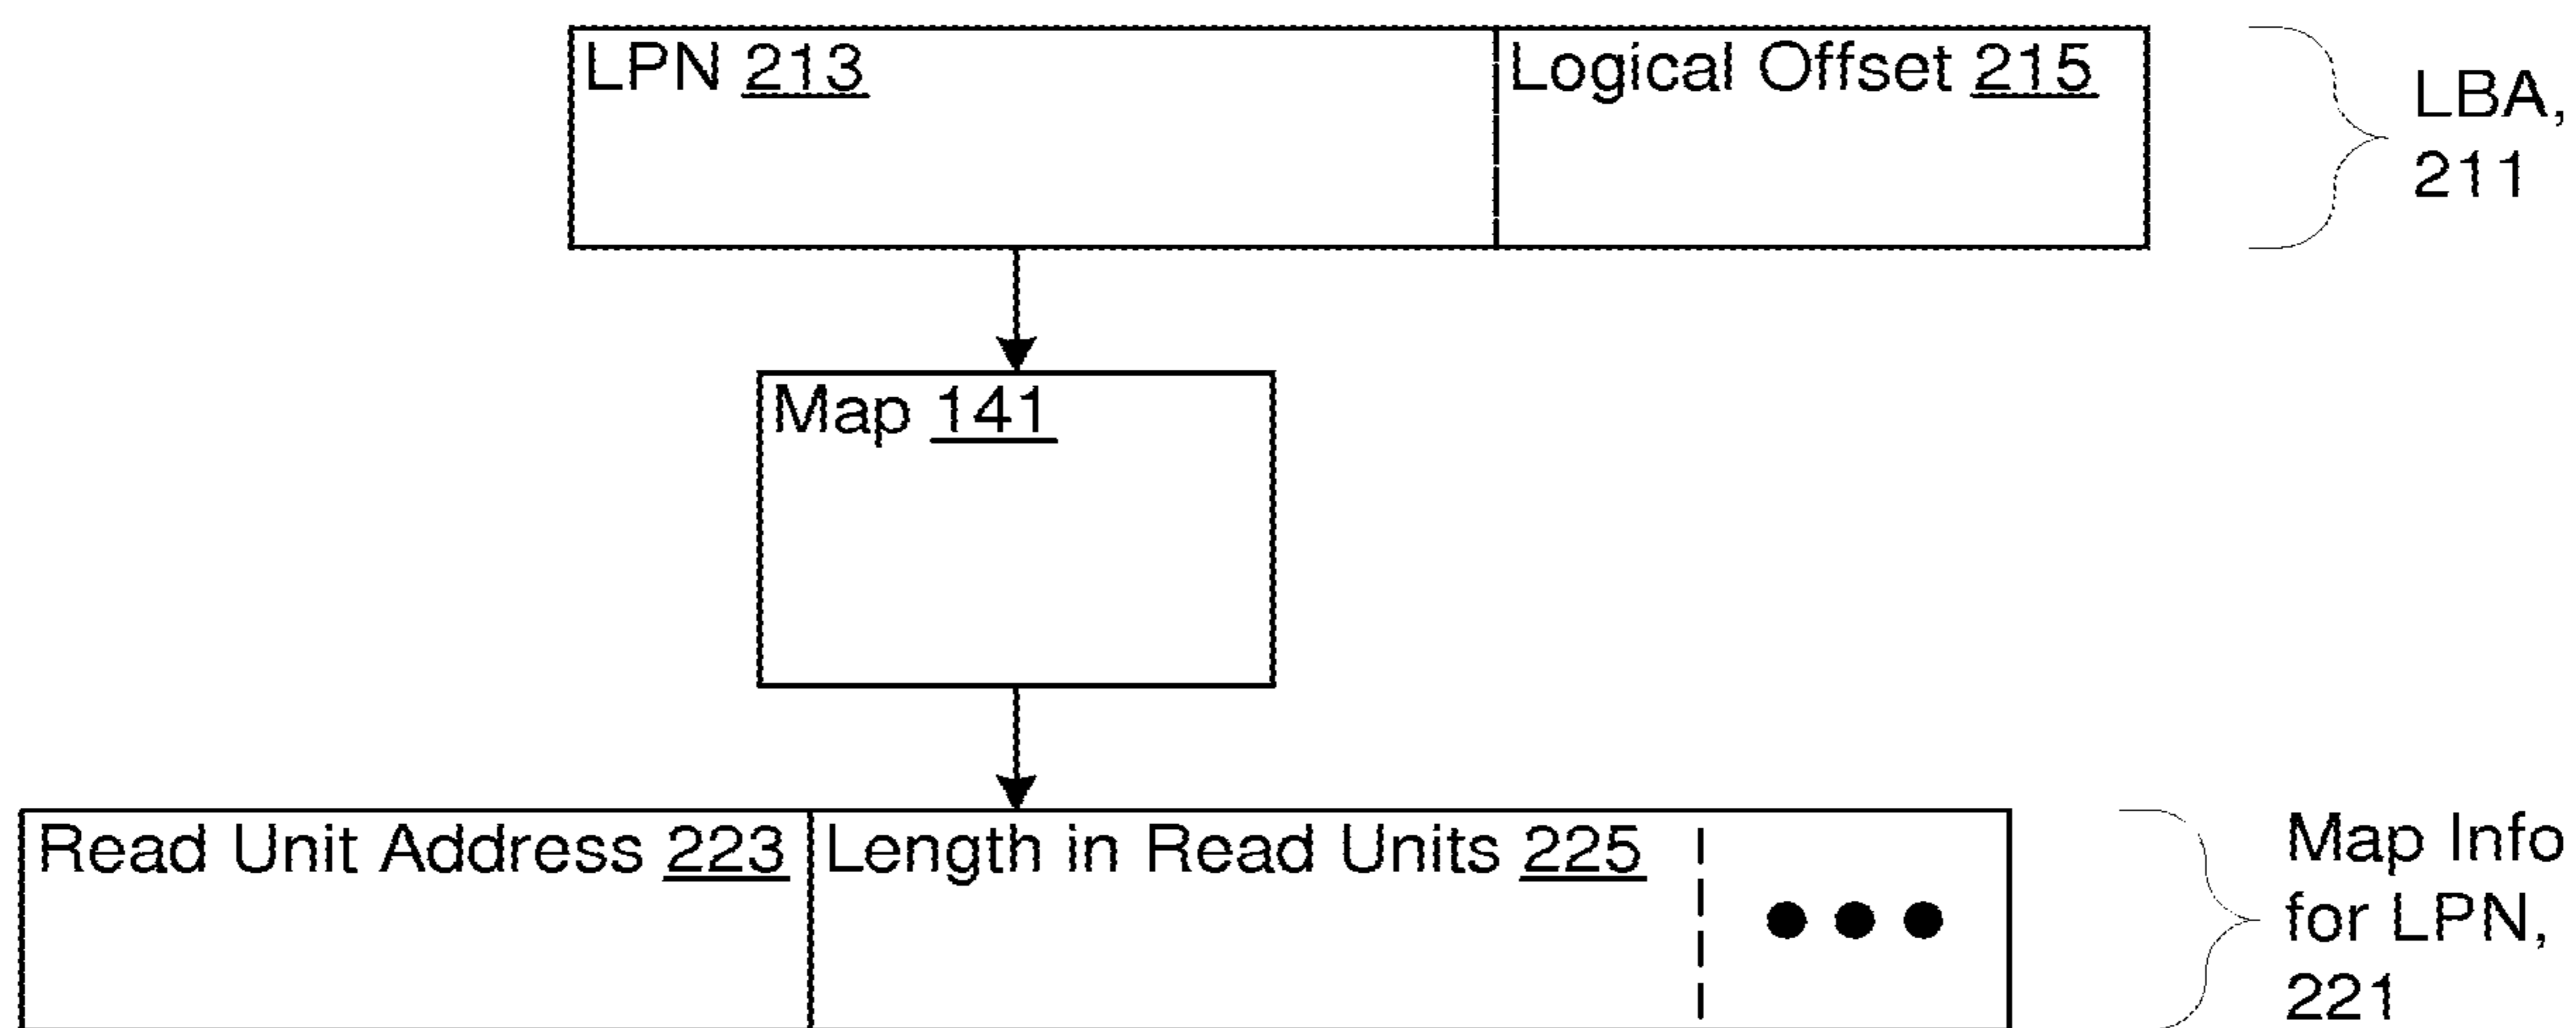 LPN 213
Logical Offset 215
LBA,
211
Map 141
Read Unit Address 223
Length in Read Units 225
Map Info
for LPN,
221